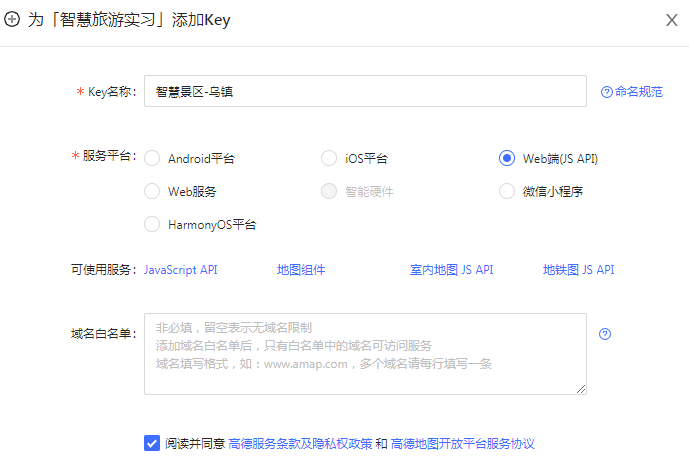 为「智慧旅游实习」添加Key
* Key名称： 智慧景区-乌镇 命名规范
* 服务平台： Android平台 iOS平台 Web端(JS API)
Web服务 智能硬件 微信小程序
HarmonyOS平台
可使用服务： JavaScript API 地图组件 室内地图 JS API 地铁图 JS API
域名白名单： 非必填，留空表示无域名限制
添加域名白名单后，只有白名单中的域名可访问服务
域名填写格式，如：www.amap.com，多个域名请每行填写一条
阅读并同意 高德服务条款及隐私权政策 和 高德地图开放平台服务协议